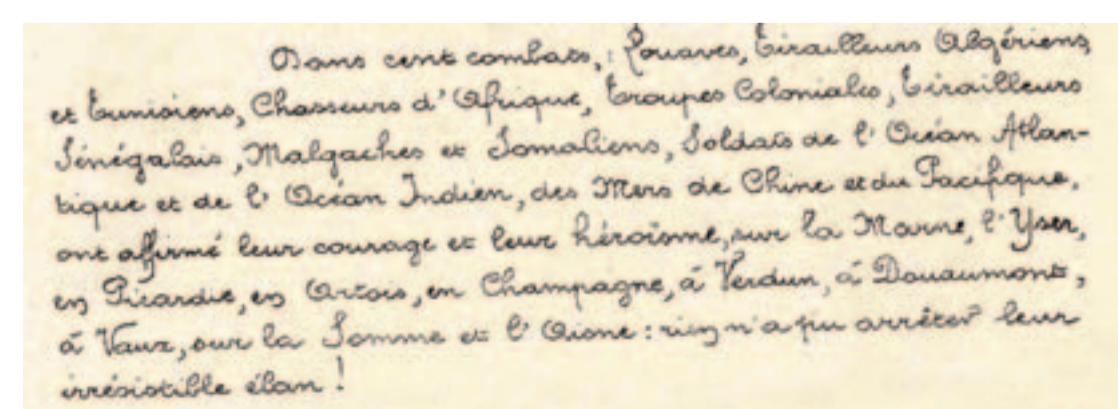 Dans cent combats, : Zouaves, Tirailleurs Algériens,
et Tunisiens, Chasseurs d'Afrique, Troupes Coloniales, Tirailleurs
Sénégalais, Malgaches et Somaliens, Soldats de l'Océan Atlan-
tique et de l'Océan Indien, des Mers de Chine et du Pacifique,
ont affirmé leur courage et leur héroïsme, sur la Marne, l'Yser,
en Picardie, en Artois, en Champagne, à Verdun, à Douaumont,
à Vaux, sur la Somme et l'Aisne : rien n'a pu arrêter leur
irrésistible élan !